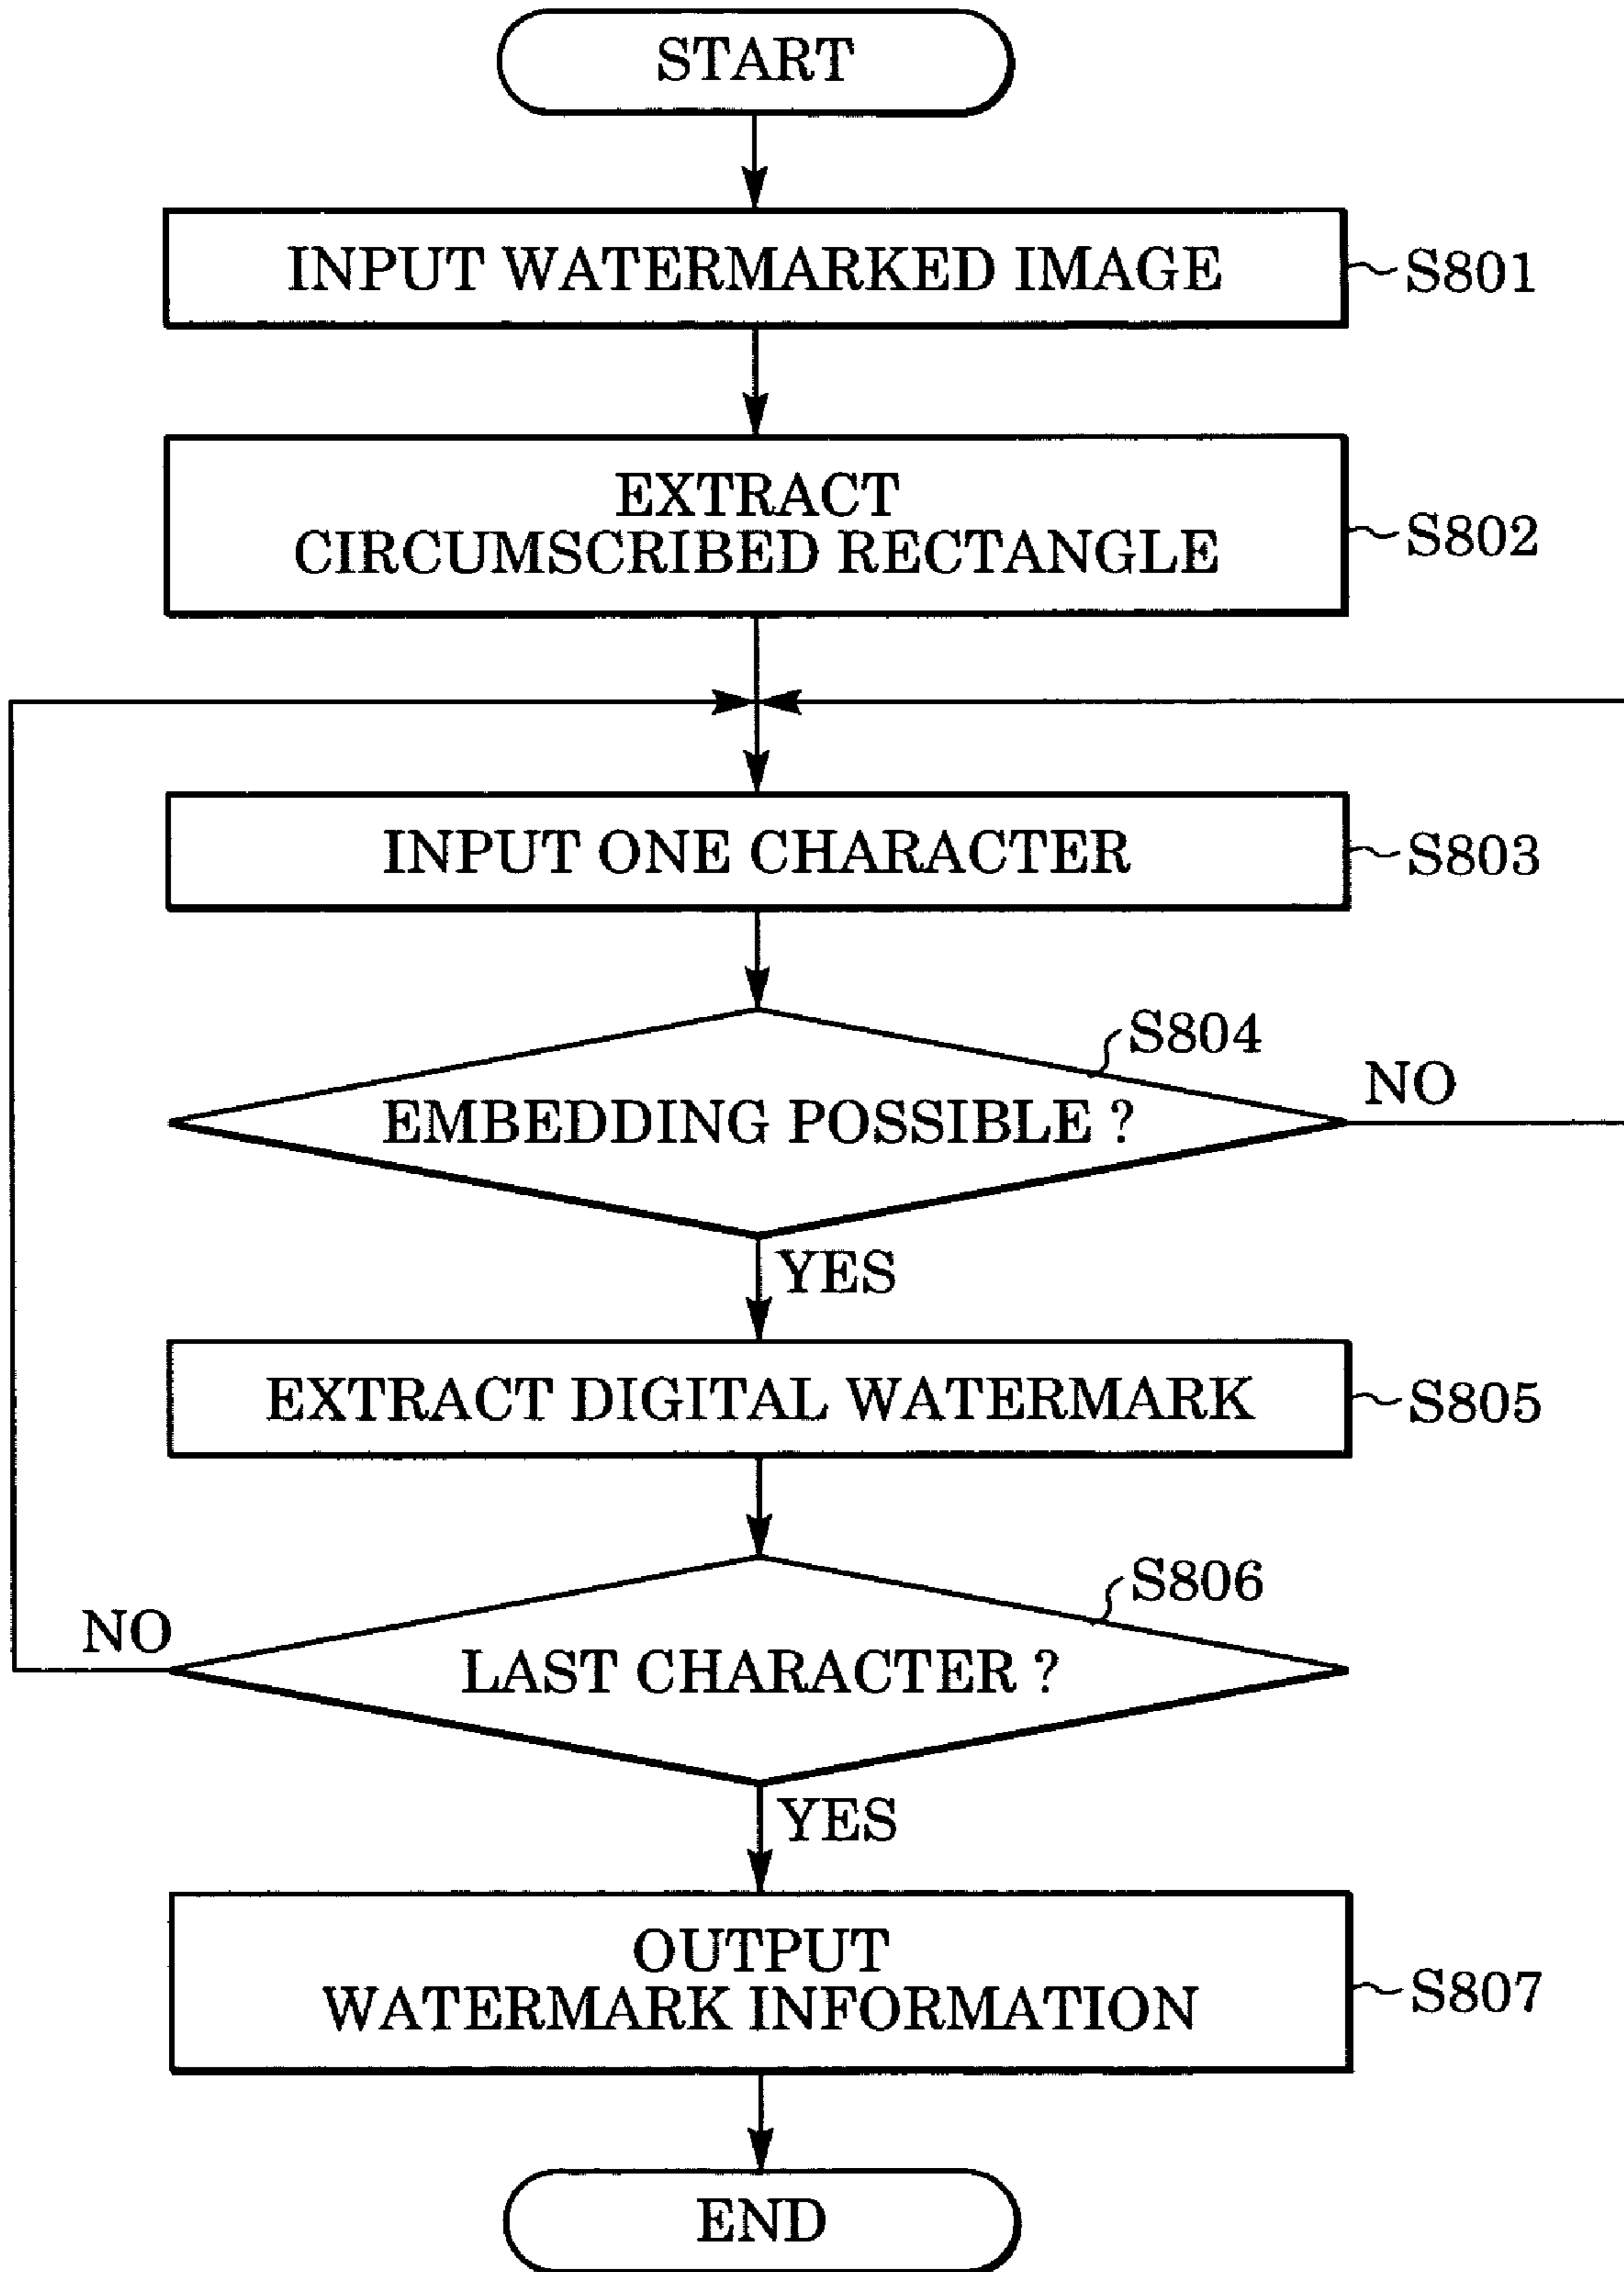 START
INPUT WATERMARKED IMAGE
S801
EXTRACT
CIRCUMSCRIBED RECTANGLE
S802
INPUT ONE CHARACTER
S803
S804
EMBEDDING POSSIBLE ?
NO
YES
EXTRACT DIGITAL WATERMARK
S805
S806
NO
LAST CHARACTER ?
YES
OUTPUT
WATERMARK INFORMATION
S807
END